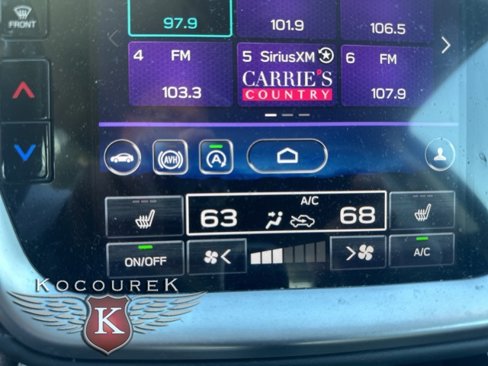 FRONT
97.9
101.9
106.5
4 FM
103.3
5 SiriusXM
CARRIE'S
COUNTRY
6 FM
107.9
AVH
A
A/C
63
68
ON/OFF
A/C
KOCOUREK
K